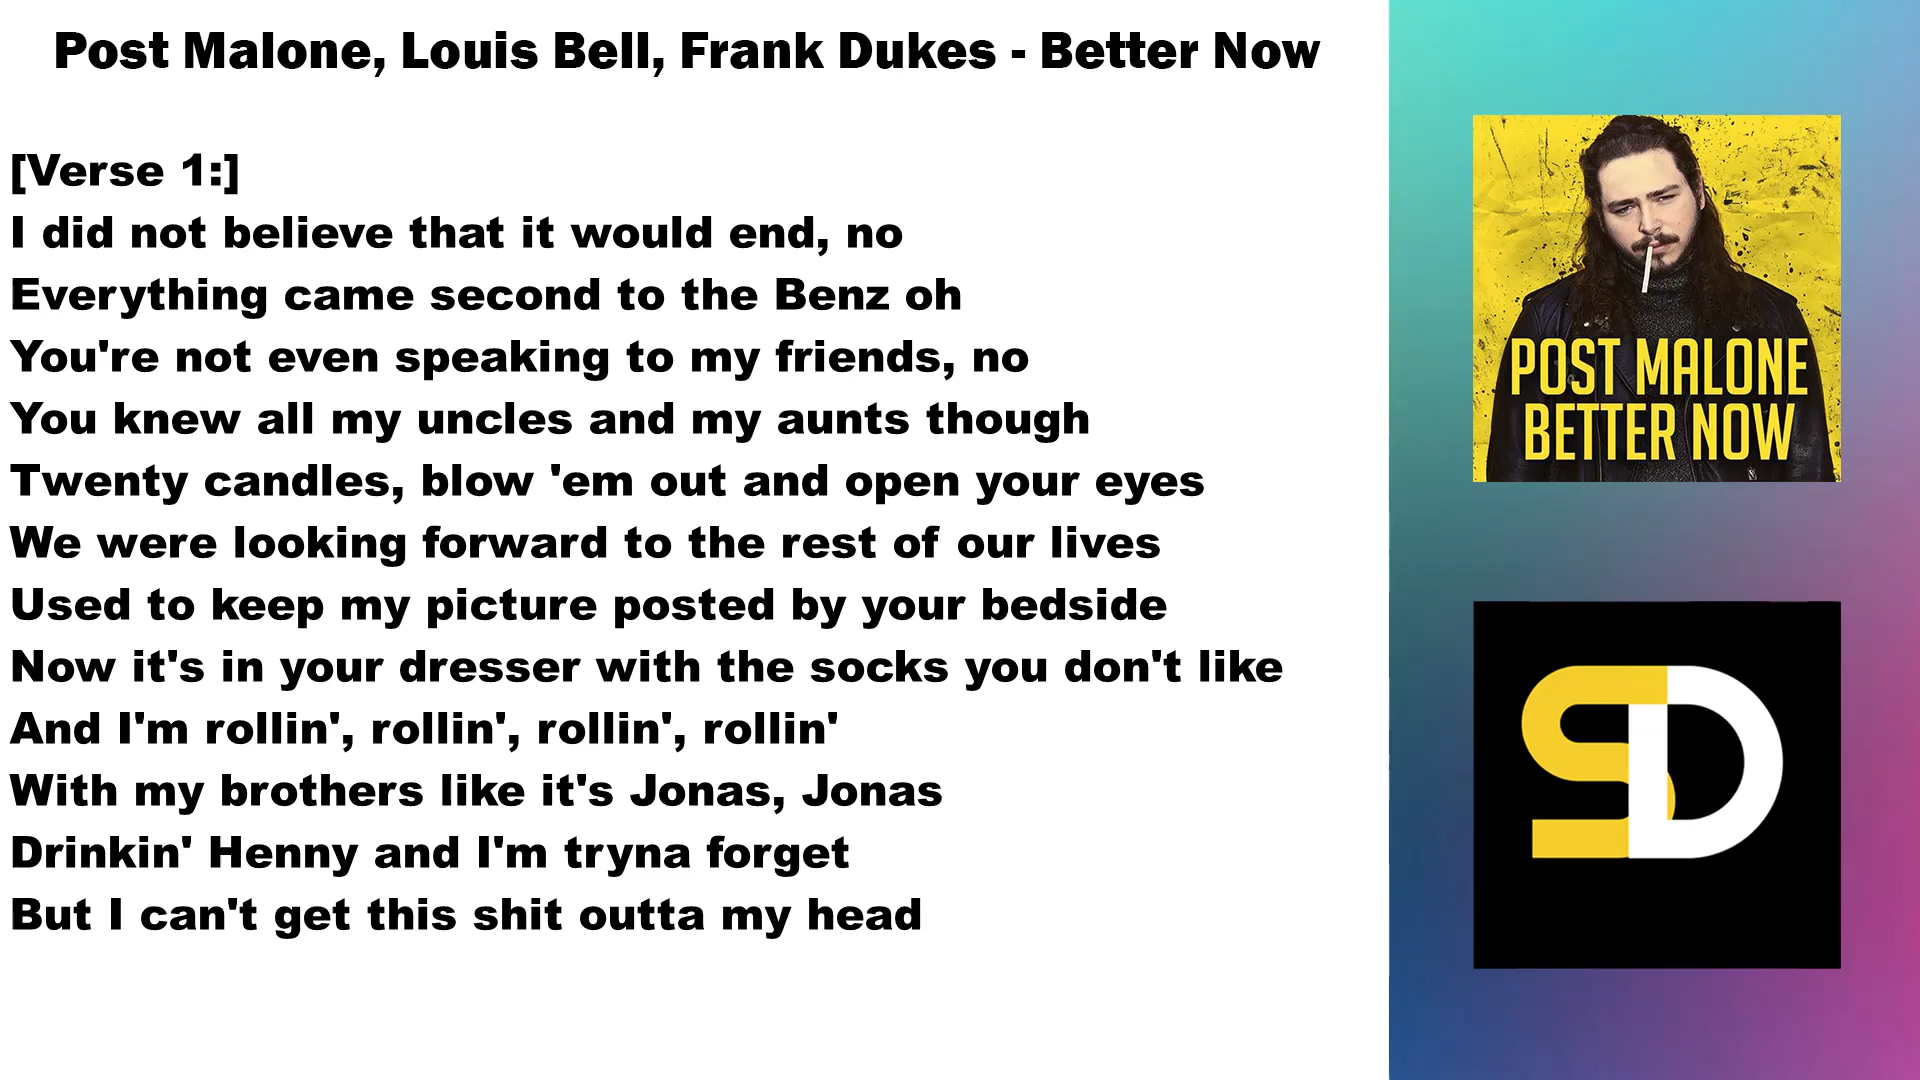 Post Malone, Louis Bell, Frank Dukes - Better Now
[Verse 1:]
I did not believe that it would end, no
Everything came second to the Benz oh
You're not even speaking to my friends, no
You knew all my uncles and my aunts though
Twenty candles, blow 'em out and open your eyes
We were looking forward to the rest of our lives
Used to keep my picture posted by your bedside
Now it's in your dresser with the socks you don't like
And I'm rollin', rollin', rollin', rollin'
With my brothers like it's Jonas, Jonas
Drinkin' Henny and I'm tryna forget
But I can't get this shit outta my head
POST MALONE
BETTER NOW
SD